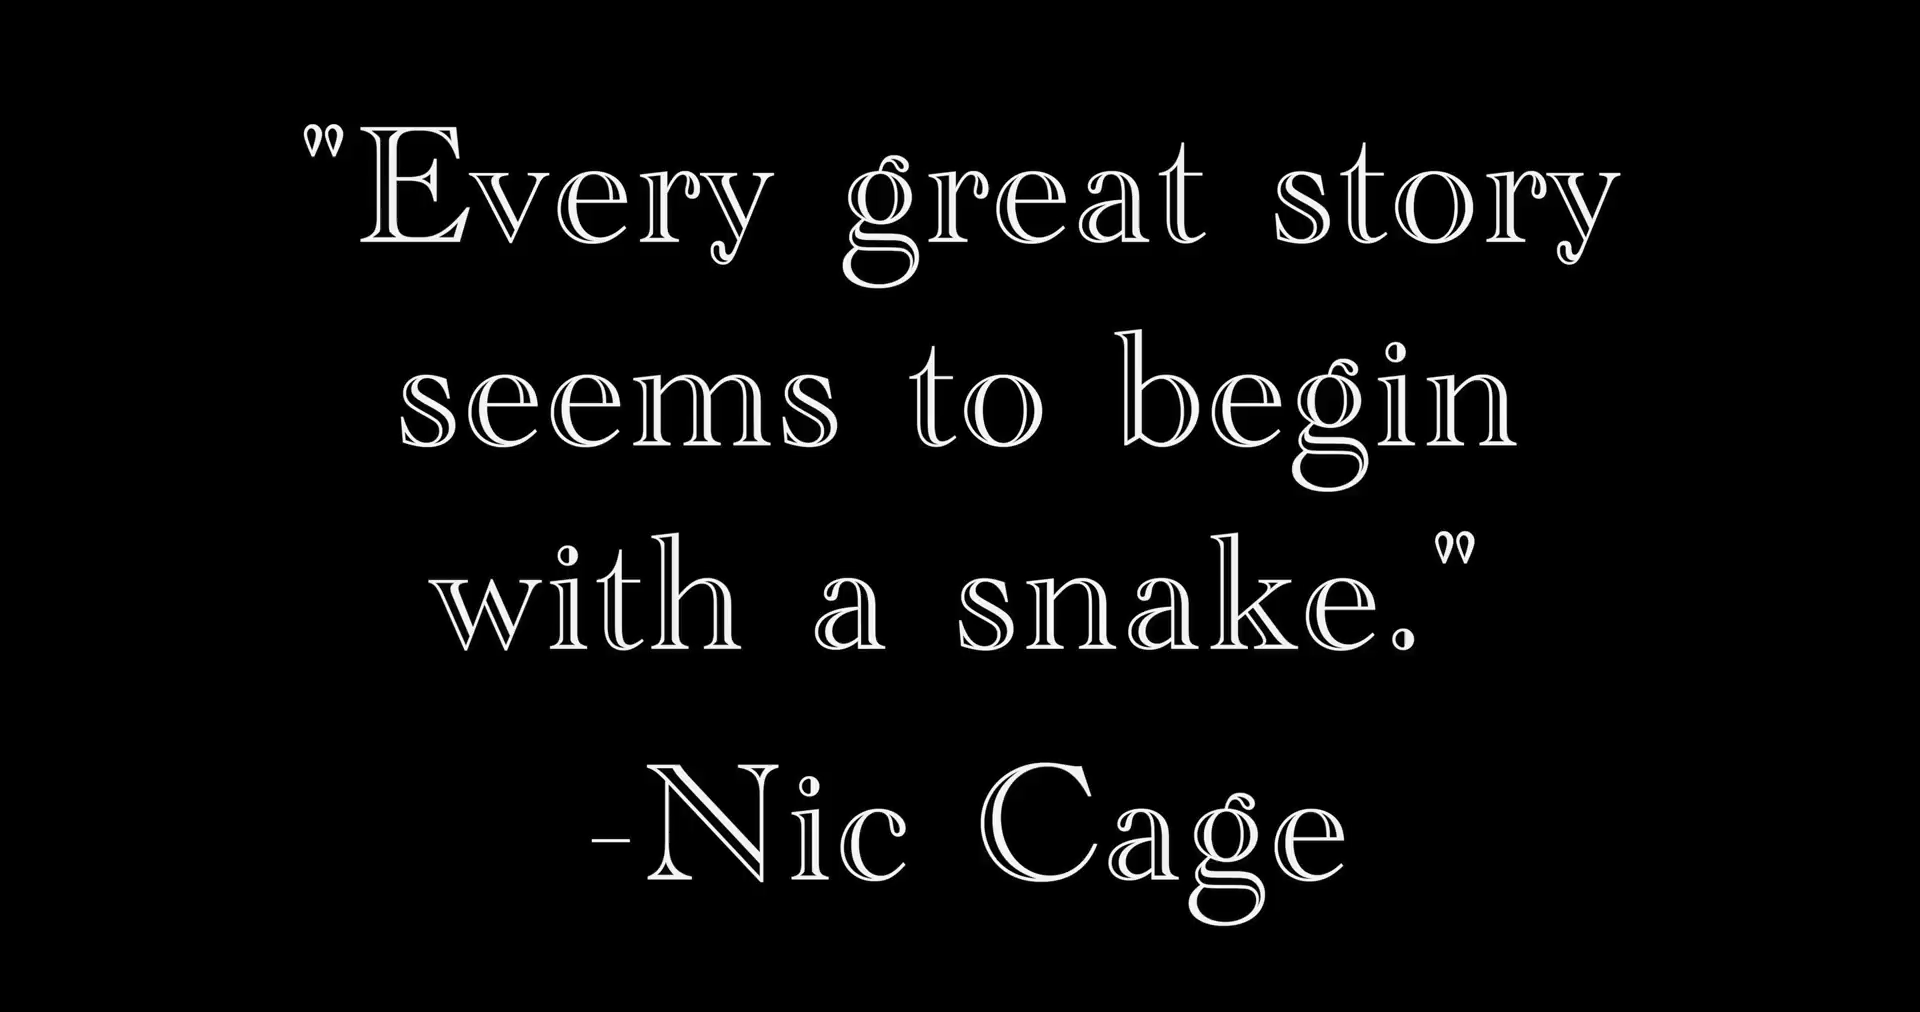 "Every great story
seems to begin
with a snake."
-Nic Cage